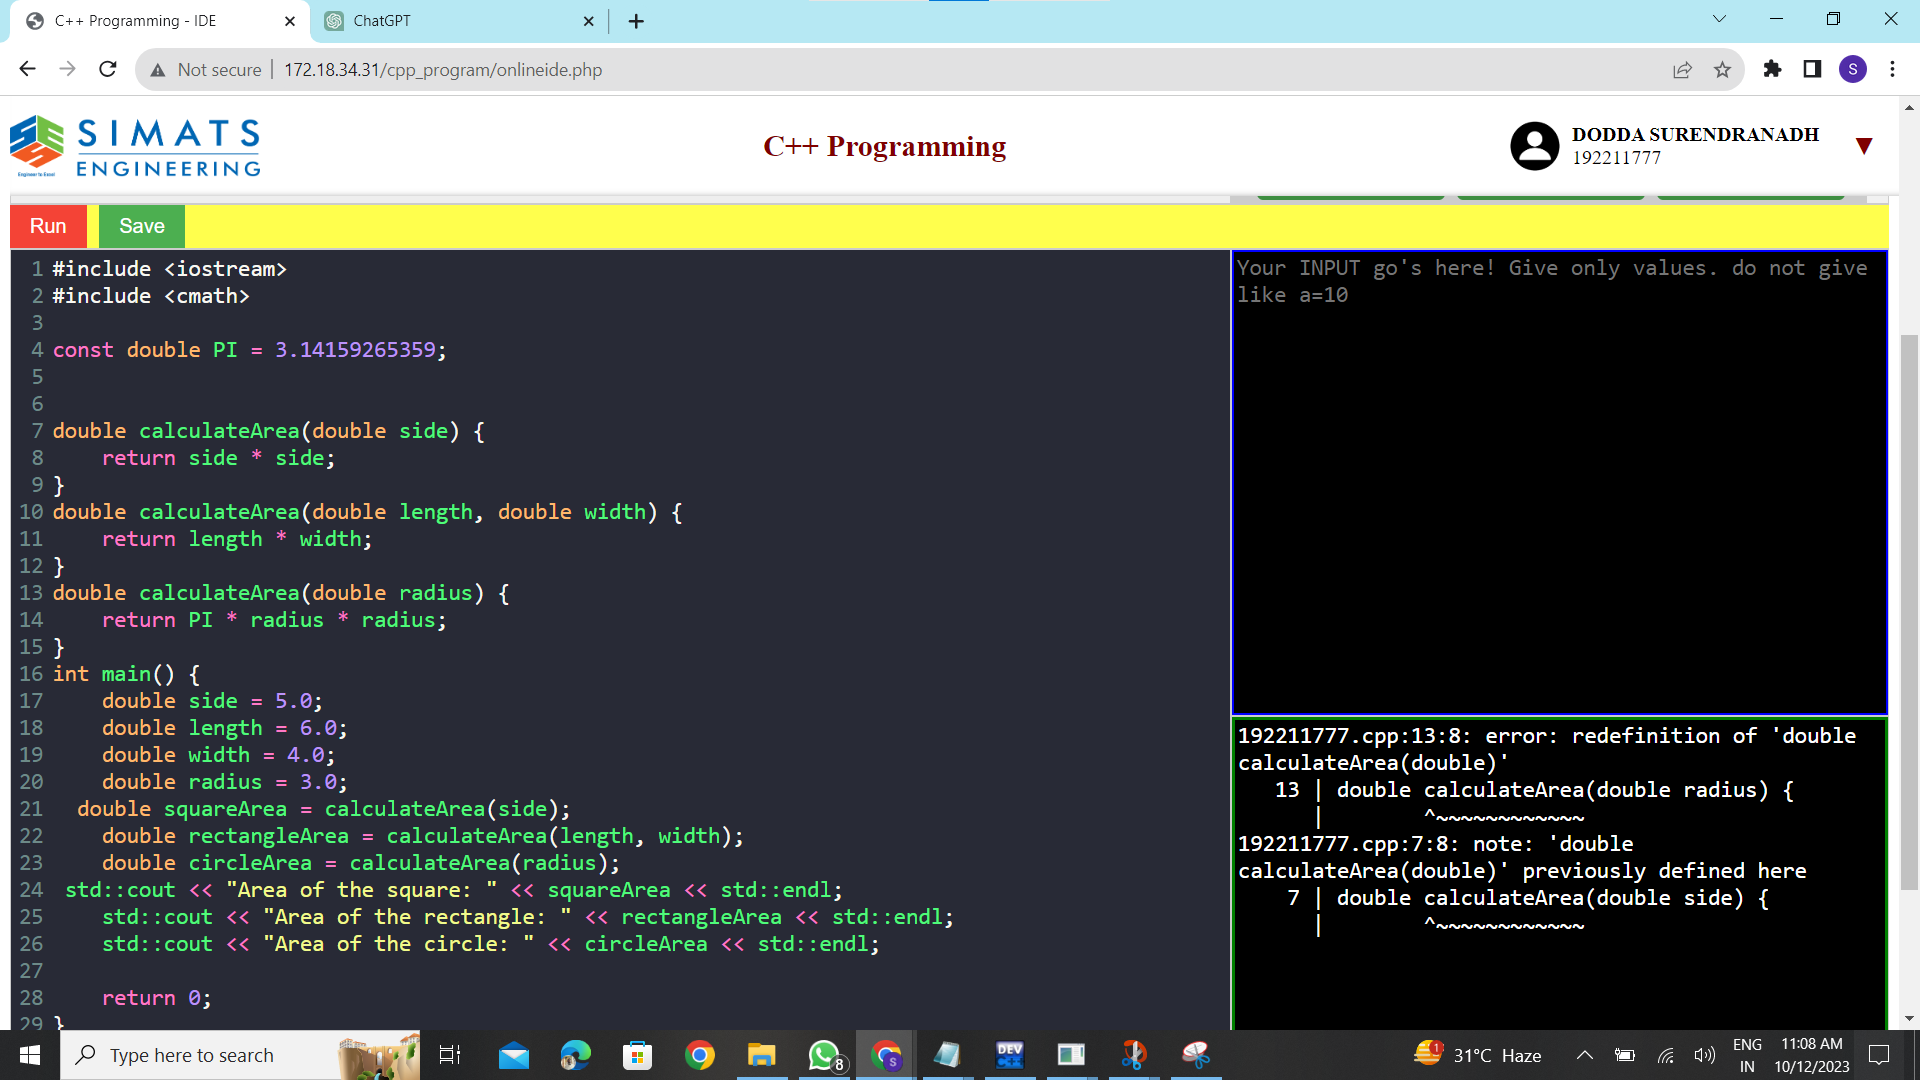 C++ Programming - IDE
ChatGPT
Not secure
172.18.34.31/cpp_program/onlineide.php
S
SIMATS
ENGINEERING
Engineer to Excel
C++ Programming
DODDA SURENDRANADH
192211777
Run
Save
1 #include <iostream>
2 #include <cmath>
3
4 const double PI = 3.14159265359;
5
6
7 double calculateArea(double side) {
8     return side * side;
9 }
10 double calculateArea(double length, double width) {
11     return length * width;
12 }
13 double calculateArea(double radius) {
14     return PI * radius * radius;
15 }
16 int main() {
17     double side = 5.0;
18     double length = 6.0;
19     double width = 4.0;
20     double radius = 3.0;
21   double squareArea = calculateArea(side);
22     double rectangleArea = calculateArea(length, width);
23     double circleArea = calculateArea(radius);
24  std::cout << "Area of the square: " << squareArea << std::endl;
25     std::cout << "Area of the rectangle: " << rectangleArea << std::endl;
26     std::cout << "Area of the circle: " << circleArea << std::endl;
27
28     return 0;
29 }
Your INPUT go's here! Give only values. do not give
like a=10
192211777.cpp:13:8: error: redefinition of 'double
calculateArea(double)'
   13 | double calculateArea(double radius) {
      |        ^~~~~~~~~~~~~
192211777.cpp:7:8: note: 'double
calculateArea(double)' previously defined here
    7 | double calculateArea(double side) {
      |        ^~~~~~~~~~~~~
Type here to search
8
S
DEV
C++
1
31°C Haze
ENG
IN
11:08 AM
10/12/2023